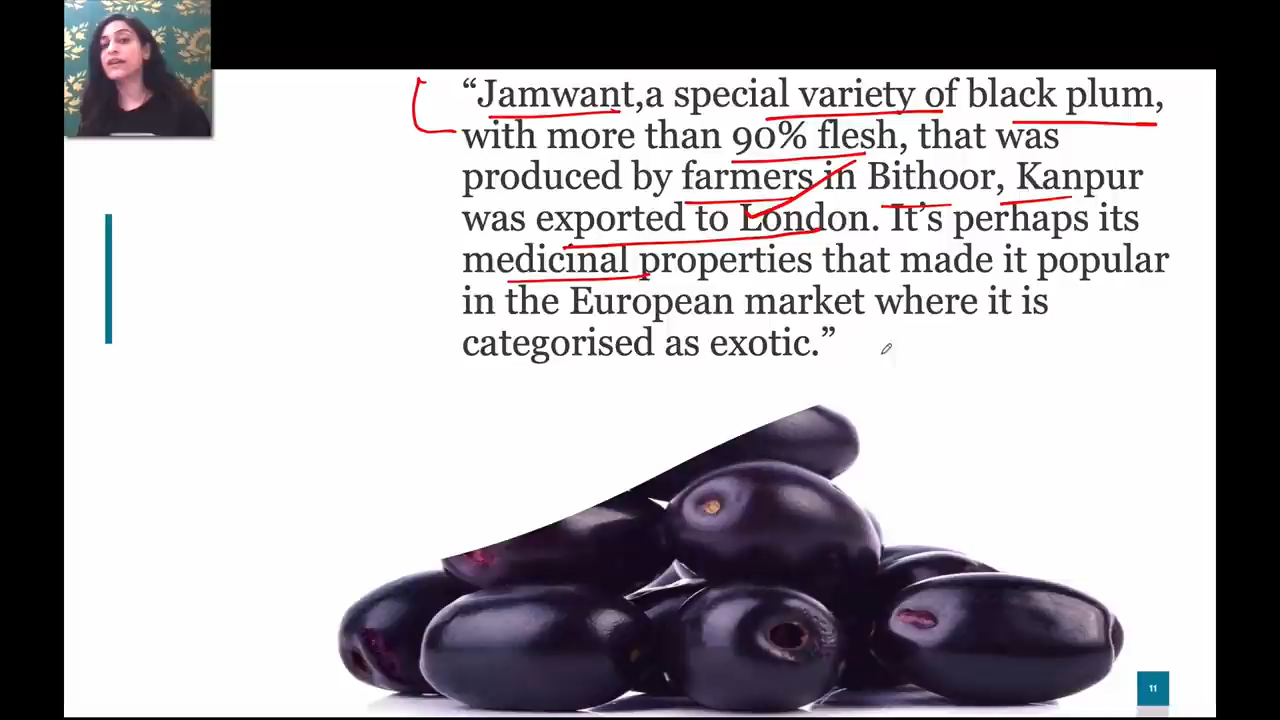 “Jamwant,a special variety of black plum,
with more than 90% flesh, that was
produced by farmers in Bithoor, Kanpur
was exported to London. It’s perhaps its
medicinal properties that made it popular
in the European market where it is
categorised as exotic.”
11